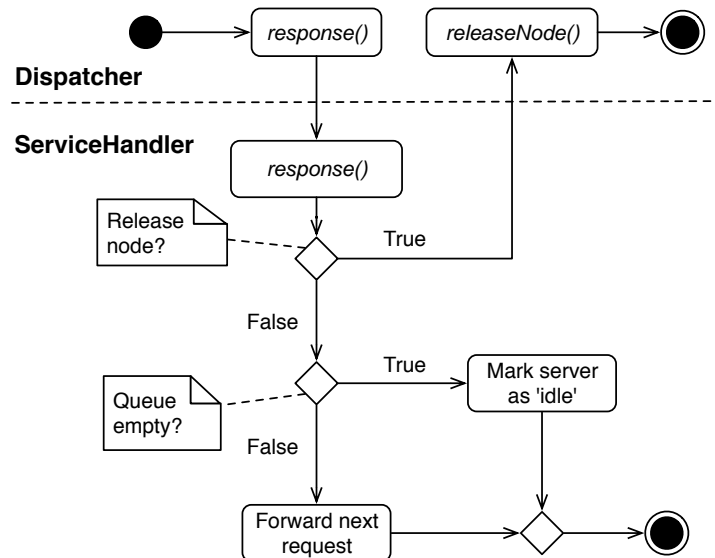 response()
releaseNode()
Dispatcher
ServiceHandler
response()
Release
node?
True
False
True
Mark server
as 'idle'
Queue
empty?
False
Forward next
request